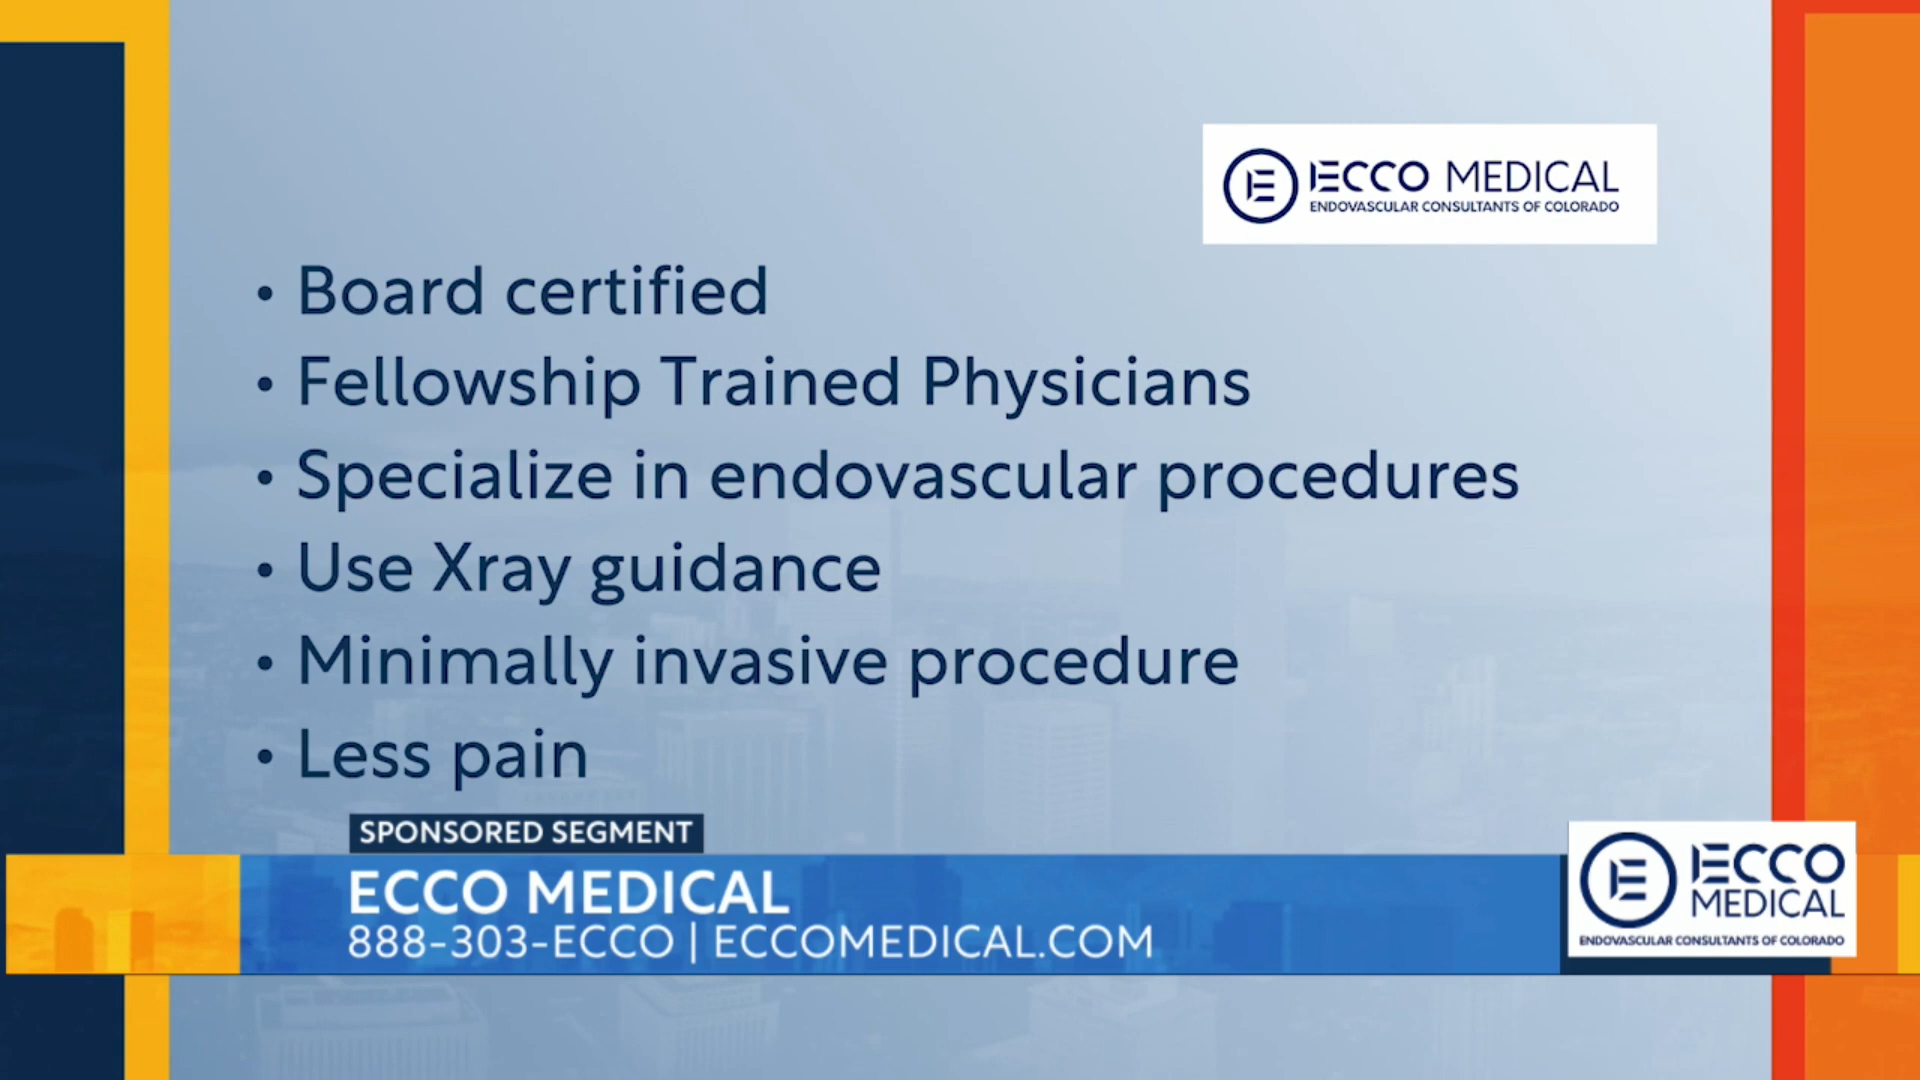 ECCO MEDICAL
ENDOVASCULAR CONSULTANTS OF COLORADO
• Board certified
• Fellowship Trained Physicians
• Specialize in endovascular procedures
• Use Xray guidance
• Minimally invasive procedure
• Less pain
SPONSORED SEGMENT
ECCO MEDICAL
888-303-ECCO | ECCOMEDICAL.COM
ECCO
MEDICAL
ENDOVASCULAR CONSULTANTS OF COLORADO